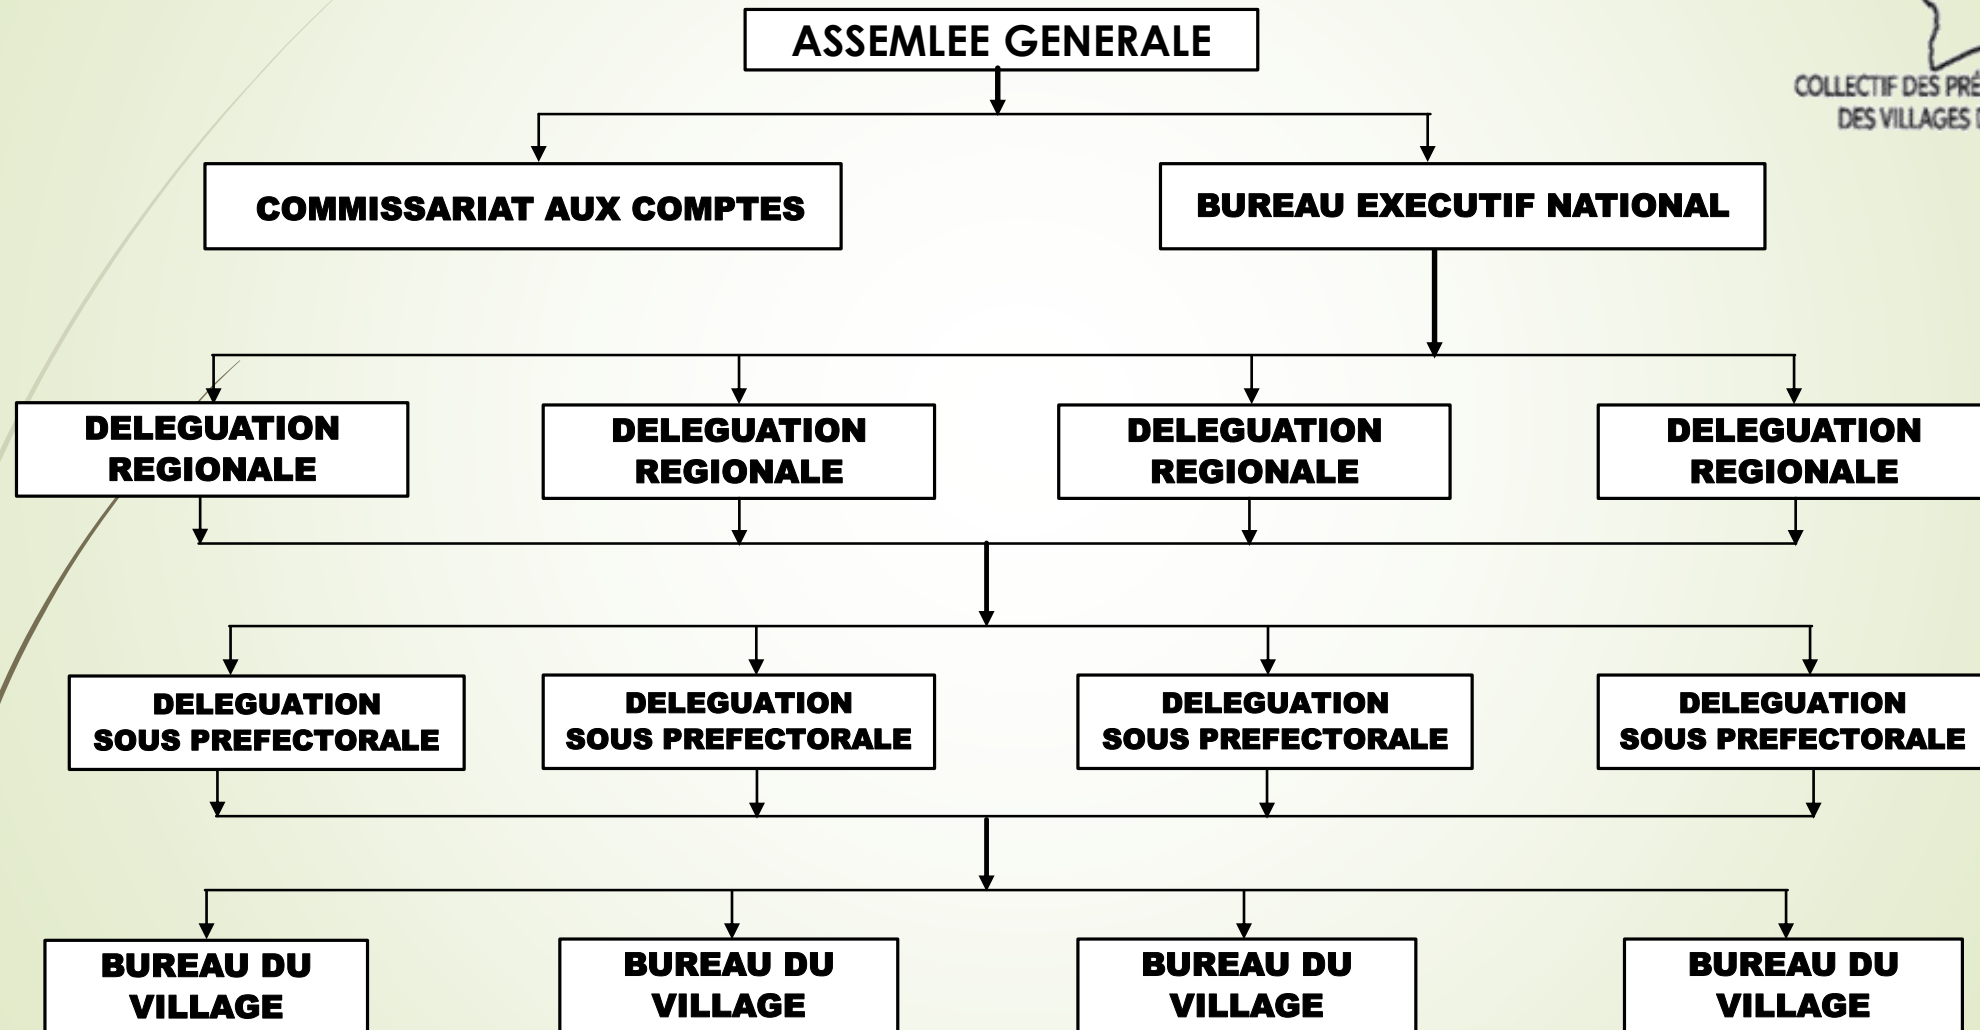 ASSEMLEE GENERALE
COLLECTIF DES PRÉ
DES VILLAGES D
COMMISSARIAT AUX COMPTES
BUREAU EXECUTIF NATIONAL
DELEGUATION
REGIONALE
DELEGUATION
REGIONALE
DELEGUATION
REGIONALE
DELEGUATION
REGIONALE
DELEGUATION
SOUS PREFECTORALE
DELEGUATION
SOUS PREFECTORALE
DELEGUATION
SOUS PREFECTORALE
DELEGUATION
SOUS PREFECTORALE
BUREAU DU
VILLAGE
BUREAU DU
VILLAGE
BUREAU DU
VILLAGE
BUREAU DU
VILLAGE